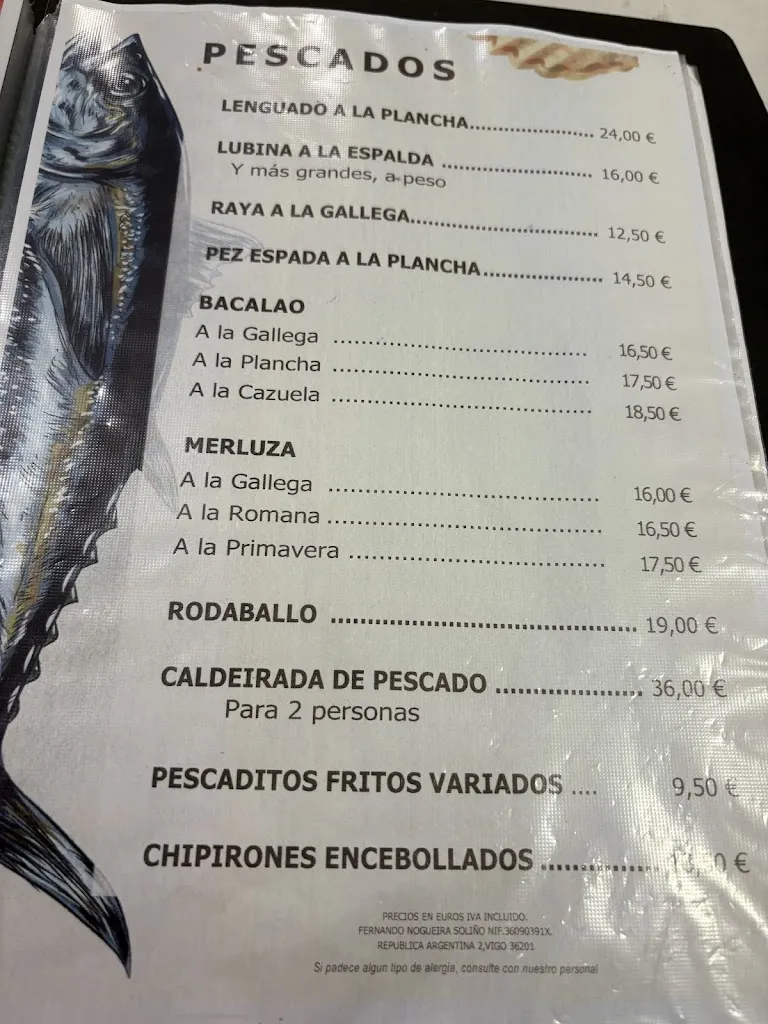 PESCADOS
LENGUADO A LA PLANCHA.............................. 24,00 €
LUBINA A LA ESPALDA .................................... 16,00 €
Y más grandes, a peso
RAYA A LA GALLEGA............................................ 12,50 €
PEZ ESPADA A LA PLANCHA............................. 14,50 €
BACALAO
A la Gallega ............................................ 16,50 €
A la Plancha ............................................ 17,50 €
A la Cazuela ............................................ 18,50 €
MERLUZA
A la Gallega ............................................ 16,00 €
A la Romana ............................................ 16,50 €
A la Primavera ......................................... 17,50 €
RODABALLO ................................................ 19,00 €
CALDEIRADA DE PESCADO ...................... 36,00 €
Para 2 personas
PESCADITOS FRITOS VARIADOS .... 9,50 €
CHIPIRONES ENCEBOLLADOS ................. €
PRECIOS EN EUROS IVA INCLUIDO.
FERNANDO NOGUEIRA SOLIÑO NIF.36090391X.
REPUBLICA ARGENTINA 2,VIGO 36201
Si padece algun tipo de alergia, consulte con nuestro personal